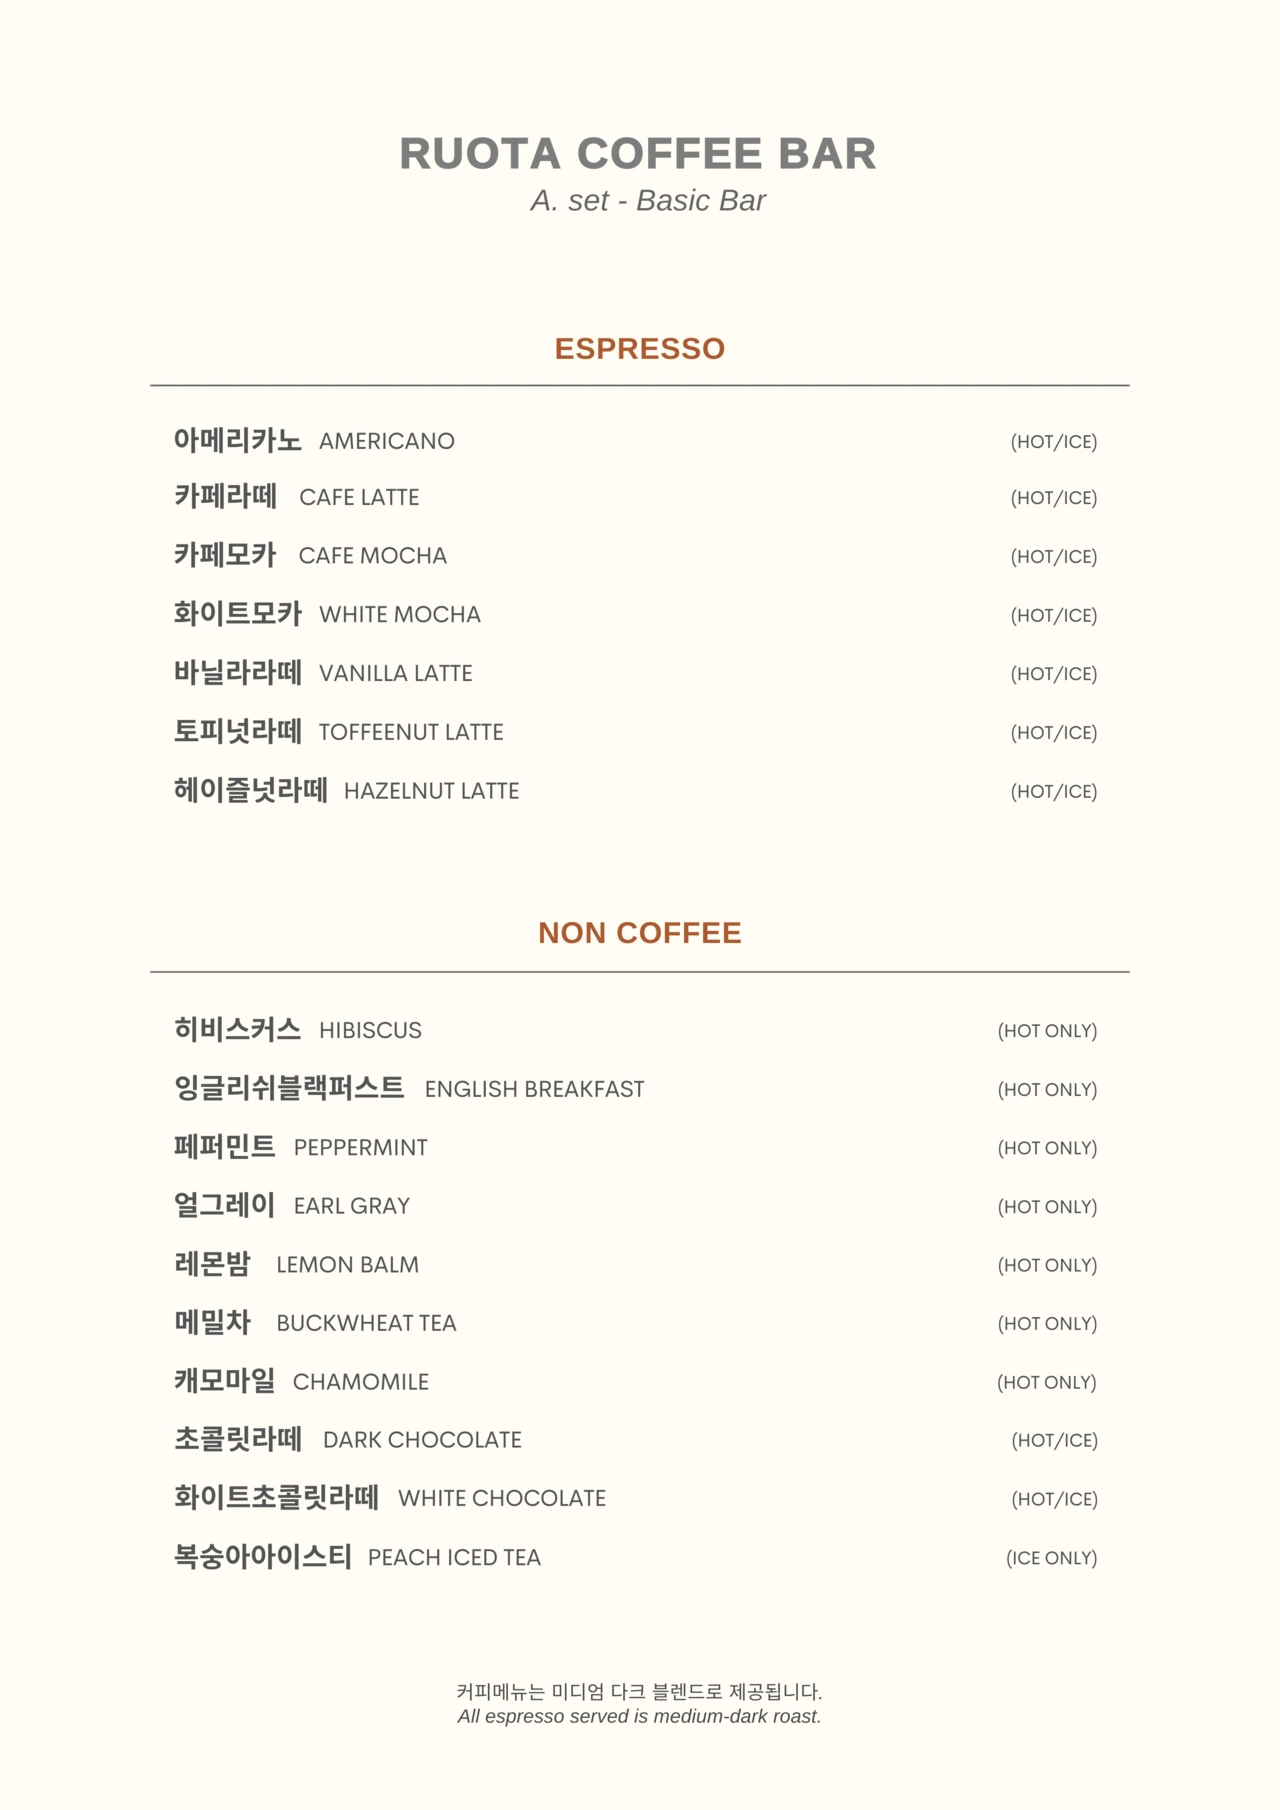 RUOTA COFFEE BAR
A. set - Basic Bar
ESPRESSO
아메리카노 AMERICANO (HOT/ICE)
카페라떼 CAFE LATTE (HOT/ICE)
카페모카 CAFE MOCHA (HOT/ICE)
화이트모카 WHITE MOCHA (HOT/ICE)
바닐라라떼 VANILLA LATTE (HOT/ICE)
토피넛라떼 TOFFEENUT LATTE (HOT/ICE)
헤이즐넛라떼 HAZELNUT LATTE (HOT/ICE)
NON COFFEE
히비스커스 HIBISCUS (HOT ONLY)
잉글리쉬블랙퍼스트 ENGLISH BREAKFAST (HOT ONLY)
페퍼민트 PEPPERMINT (HOT ONLY)
얼그레이 EARL GRAY (HOT ONLY)
레몬밤 LEMON BALM (HOT ONLY)
메밀차 BUCKWHEAT TEA (HOT ONLY)
캐모마일 CHAMOMILE (HOT ONLY)
초콜릿라떼 DARK CHOCOLATE (HOT/ICE)
화이트초콜릿라떼 WHITE CHOCOLATE (HOT/ICE)
복숭아아이스티 PEACH ICED TEA (ICE ONLY)
커피메뉴는 미디엄 다크 블렌드로 제공됩니다.
All espresso served is medium-dark roast.